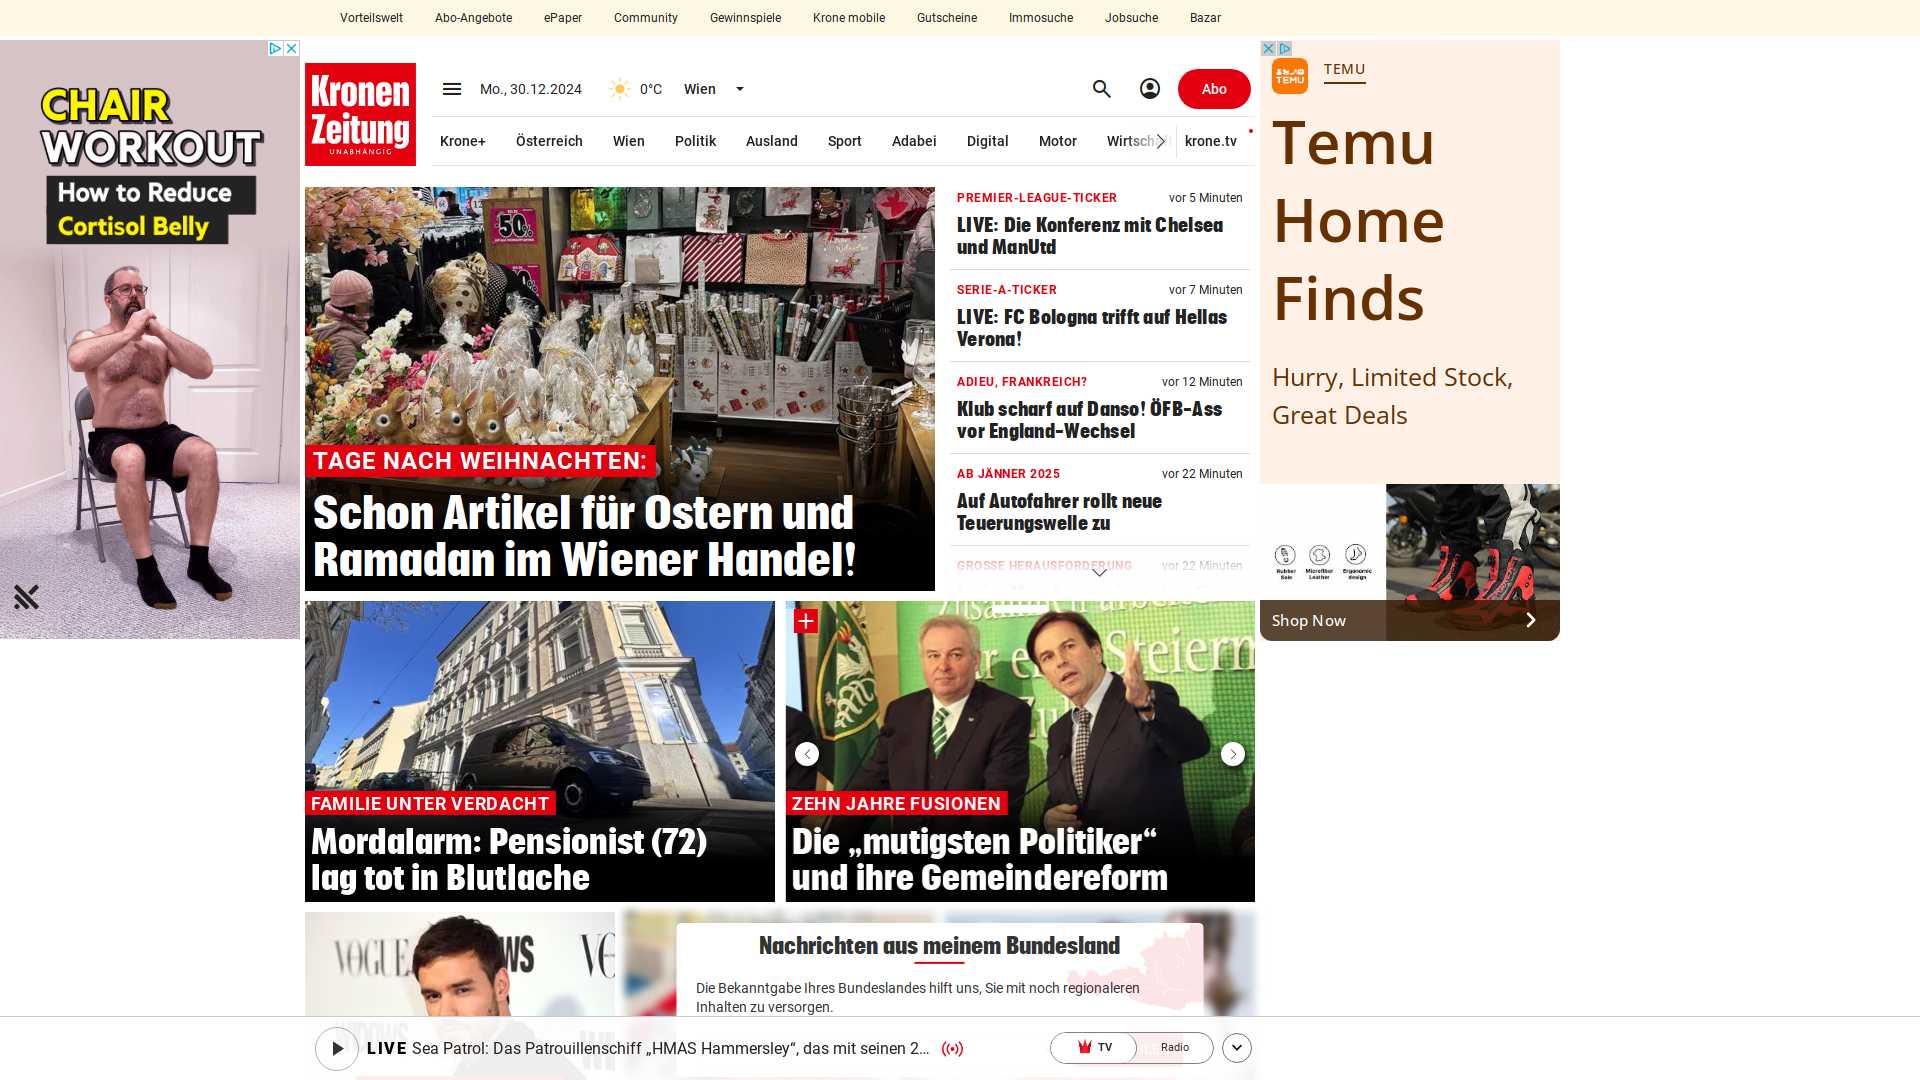 Vorteilswelt
Abo-Angebote
ePaper
Community
Gewinnspiele
Krone mobile
Gutscheine
Immosuche
Jobsuche
Bazar
CHAIR
WORKOUT
How to Reduce
Cortisol Belly
Kronen
Zeitung
UNABHÄNGIG
Mo., 30.12.2024
0°C
Wien
Abo
Krone+
Österreich
Wien
Politik
Ausland
Sport
Adabei
Digital
Motor
Wirtschaft
krone.tv
50%
TAGE NACH WEIHNACHTEN:
Schon Artikel für Ostern und
Ramadan im Wiener Handel!
PREMIER-LEAGUE-TICKER
vor 5 Minuten
LIVE: Die Konferenz mit Chelsea
und ManUtd
SERIE-A-TICKER
vor 7 Minuten
LIVE: FC Bologna trifft auf Hellas
Verona!
ADIEU, FRANKREICH?
vor 12 Minuten
Klub scharf auf Danso! ÖFB-Ass
vor England-Wechsel
AB JÄNNER 2025
vor 22 Minuten
Auf Autofahrer rollt neue
Teuerungswelle zu
GROSSE HERAUSFORDERUNG
vor 22 Minuten
TEMU
TEMU
Temu
Home
Finds
Hurry, Limited Stock,
Great Deals
Rubber
Sole
Microfiber
Leather
Ergonomic
design
Shop Now
FAMILIE UNTER VERDACHT
Mordalarm: Pensionist (72)
lag tot in Blutlache
ZEHN JAHRE FUSIONEN
Die „mutigsten Politiker“
und ihre Gemeindereform
VOGUE
Nachrichten aus meinem Bundesland
Die Bekanntgabe Ihres Bundeslandes hilft uns, Sie mit noch regionaleren
Inhalten zu versorgen.
LIVE Sea Patrol: Das Patrouillenschiff „HMAS Hammersley“, das mit seinen 2...
TV
Radio